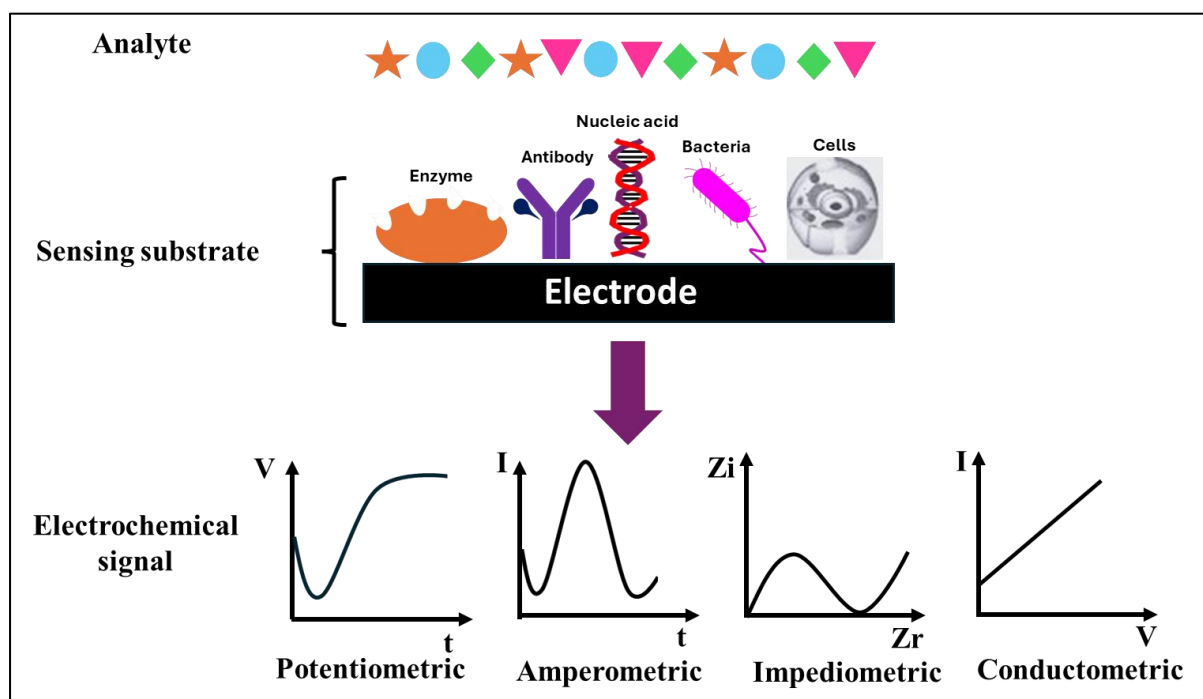 Analyte
Nucleic acid
Bacteria
Cells
Antibody
Enzyme
Sensing substrate
Electrode
V
I
Zi
I
Electrochemical
signal
t
t
Zr
V
Potentiometric
Amperometric
Impediometric
Conductometric